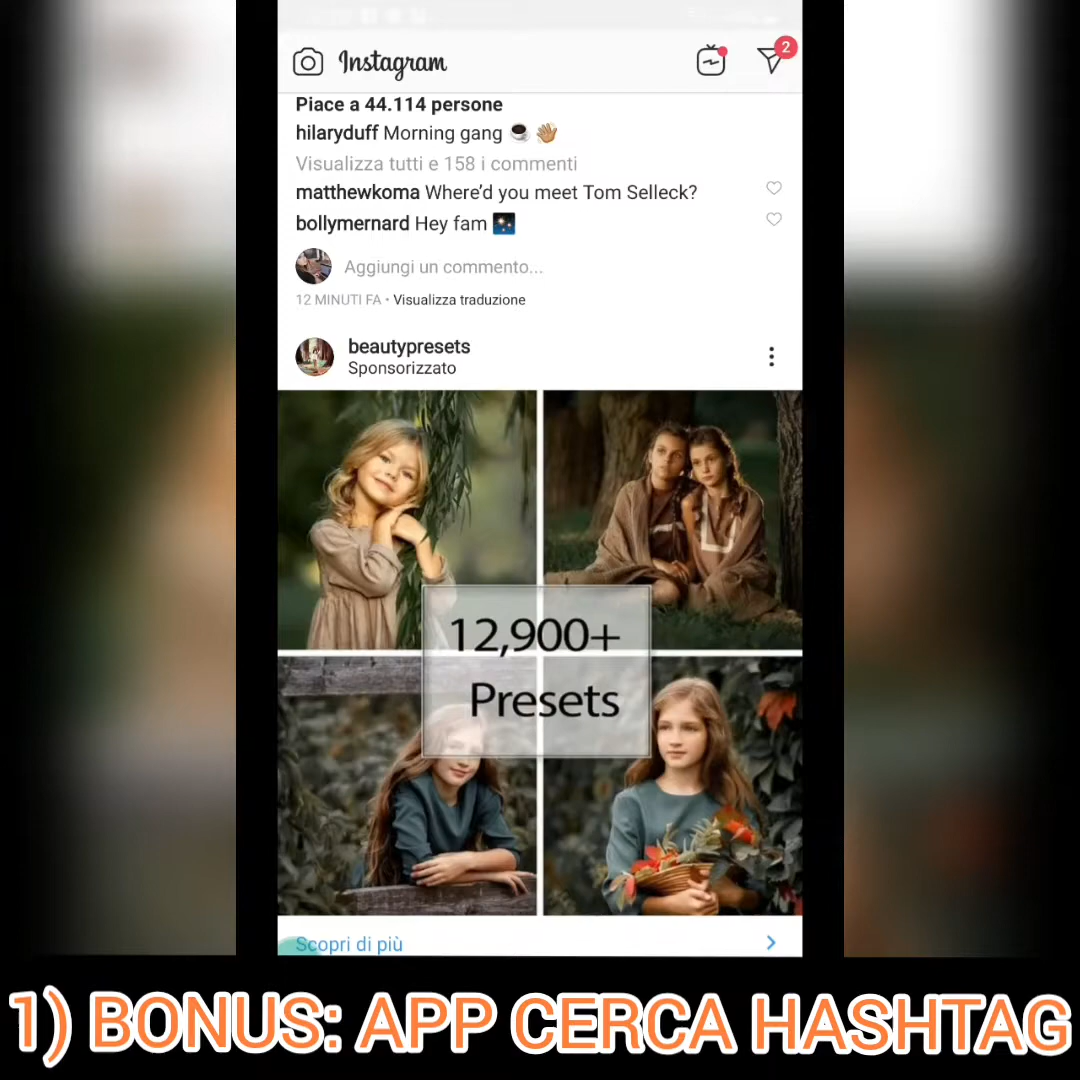 Instagram
2
Piace a 44.114 persone
hilaryduff Morning gang ☕ 👋🏽
Visualizza tutti e 158 i commenti
matthewkoma Where'd you meet Tom Selleck?
bollymernard Hey fam 🎇
Aggiungi un commento...
12 MINUTI FA • Visualizza traduzione
beautypresets
Sponsorizzato
12,900+
Presets
Scopri di più
1) BONUS: APP CERCA HASHTAG